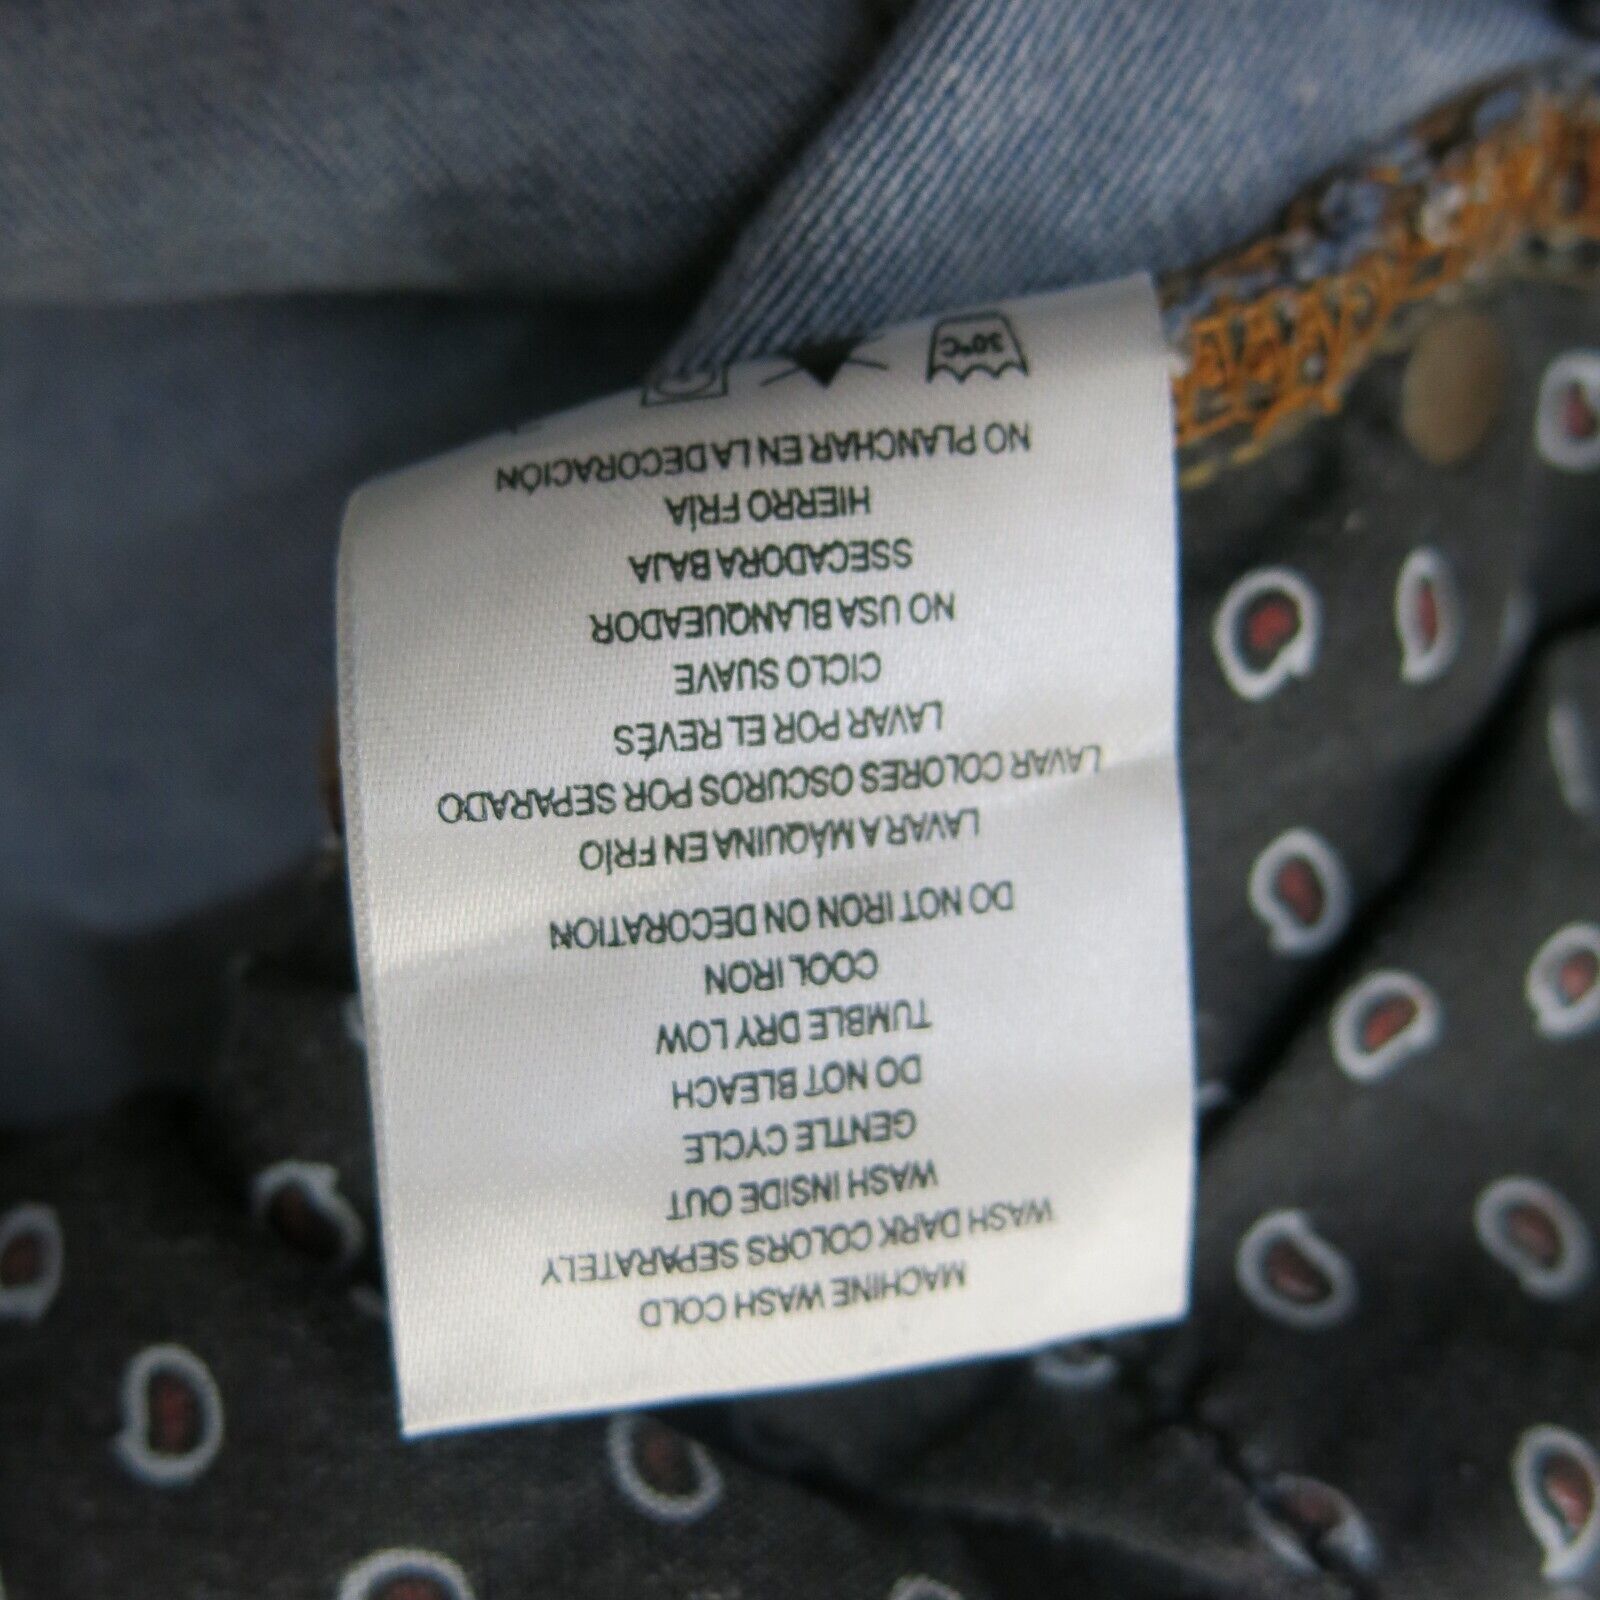 MACHINE WASH COLD
WASH DARK COLORS SEPARATELY
WASH INSIDE OUT
GENTLE CYCLE
DO NOT BLEACH
TUMBLE DRY LOW
COOL IRON
DO NOT IRON ON DECORATION
LAVAR A MÁQUINA EN FRÍO
LAVAR COLORES OSCUROS POR SEPARADO
LAVAR POR EL REVÉS
CICLO SUAVE
NO USA BLANQUEADOR
SSECADORA BAJA
HIERRO FRÍA
NO PLANCHAR EN LA DECORACIÓN
30°C